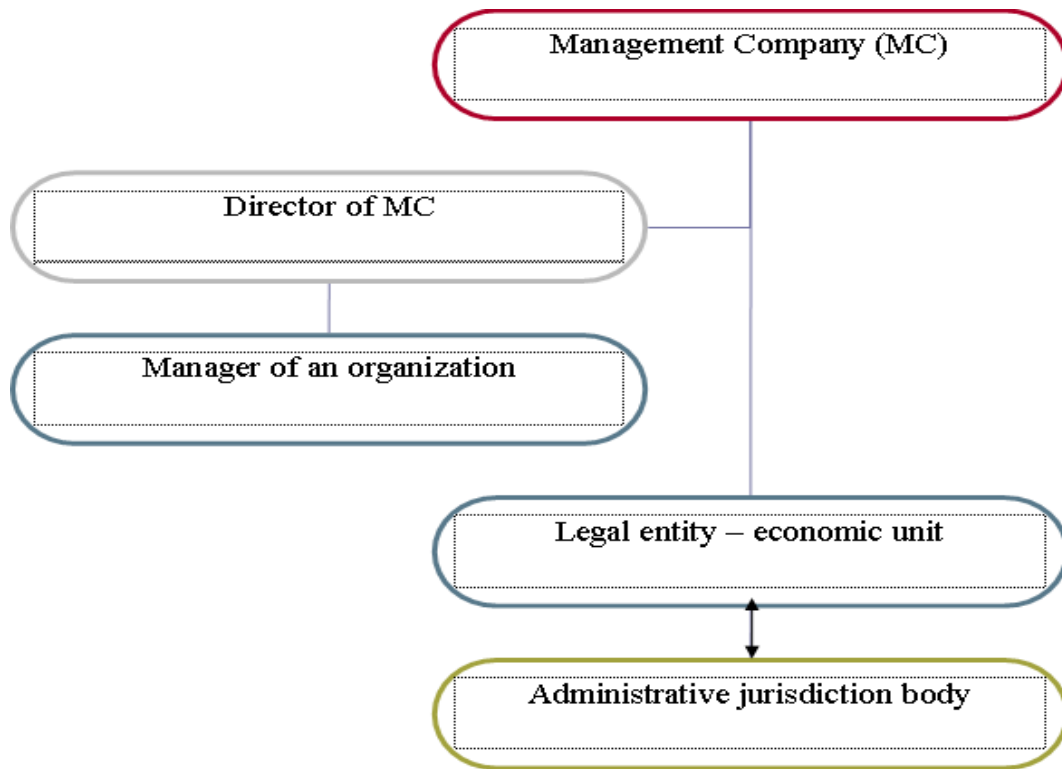 Management Company (MC)
Director of MC
Manager of an organization
Legal entity – economic unit
Administrative jurisdiction body